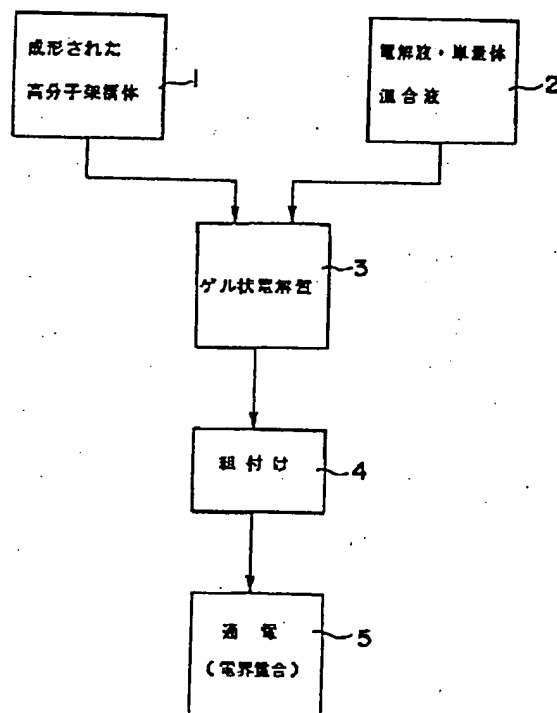 成形された
高分子架橋体
1
電解液・単量体
混合液
2
ゲル状電解質
3
組付け
4
通電
(電界重合)
5